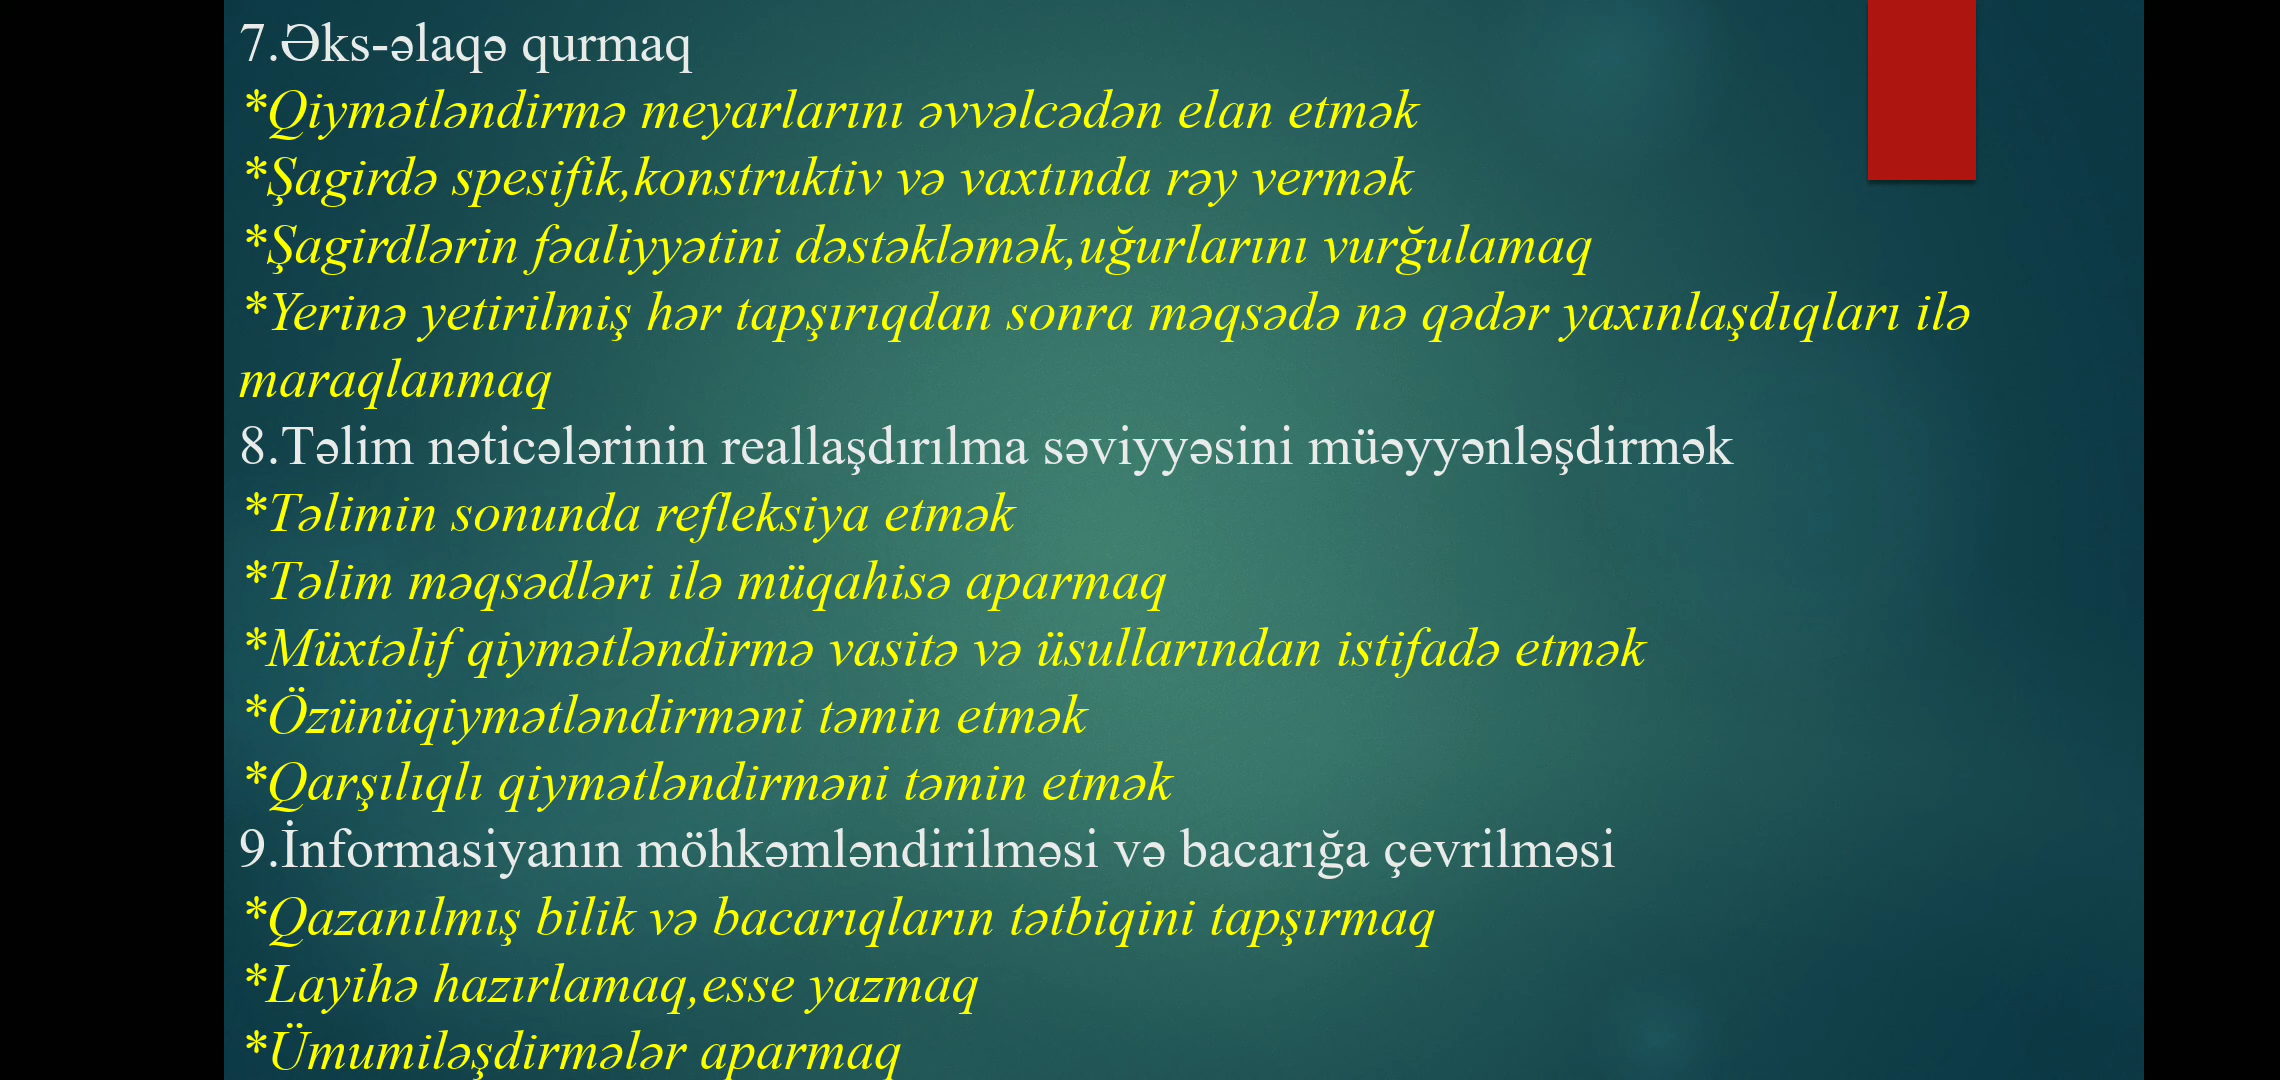 7.Əks-əlaqə qurmaq
*Qiymətləndirmə meyarlarını əvvəlcədən elan etmək
*Şagirdə spesifik,konstruktiv və vaxtında rəy vermək
*Şagirdlərin fəaliyyətini dəstəkləmək,uğurlarını vurğulamaq
*Yerinə yetirilmiş hər tapşırıqdan sonra məqsədə nə qədər yaxınlaşdıqları ilə
maraqlanmaq
8.Təlim nəticələrinin reallaşdırılma səviyyəsini müəyyənləşdirmək
*Təlimin sonunda refleksiya etmək
*Təlim məqsədləri ilə müqahisə aparmaq
*Müxtəlif qiymətləndirmə vasitə və üsullarından istifadə etmək
*Özünüqiymətləndirməni təmin etmək
*Qarşılıqlı qiymətləndirməni təmin etmək
9.İnformasiyanın möhkəmləndirilməsi və bacarığa çevrilməsi
*Qazanılmış bilik və bacarıqların tətbiqini tapşırmaq
*Layihə hazırlamaq,esse yazmaq
*Ümumiləşdirmələr aparmaq